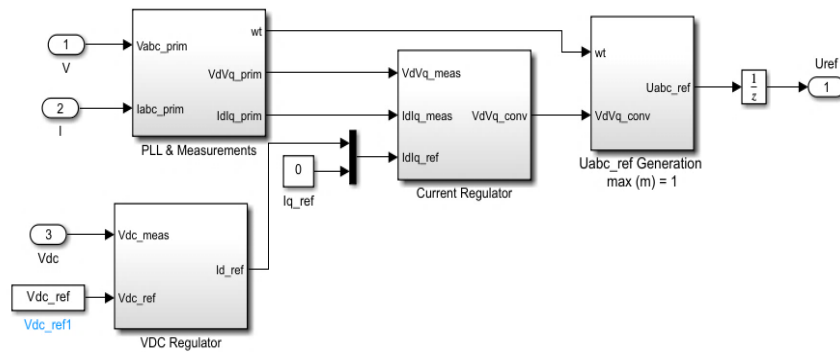 1
V
2
I
Vabc_prim
Iabc_prim
wt
VdVq_prim
IdIq_prim
PLL & Measurements
0
Iq_ref
VdVq_meas
IdIq_meas
IdIq_ref
VdVq_conv
Current Regulator
wt
VdVq_conv
Uabc_ref
Uabc_ref Generation
max (m) = 1
1
z
Uref
1
3
Vdc
Vdc_ref
Vdc_ref1
Vdc_meas
Vdc_ref
Id_ref
VDC Regulator